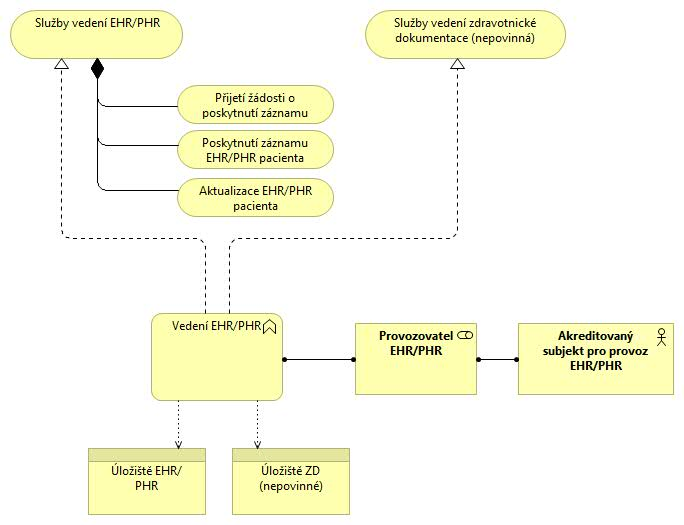 Služby vedení EHR/PHR
Služby vedení zdravotnické
dokumentace (nepovinná)
Přijetí žádosti o
poskytnutí záznamu
Poskytnutí záznamu
EHR/PHR pacienta
Aktualizace EHR/PHR
pacienta
Vedení EHR/PHR
Provozovatel
EHR/PHR
Akreditovaný
subjekt pro provoz
EHR/PHR
Úložiště EHR/
PHR
Úložiště ZD
(nepovinné)